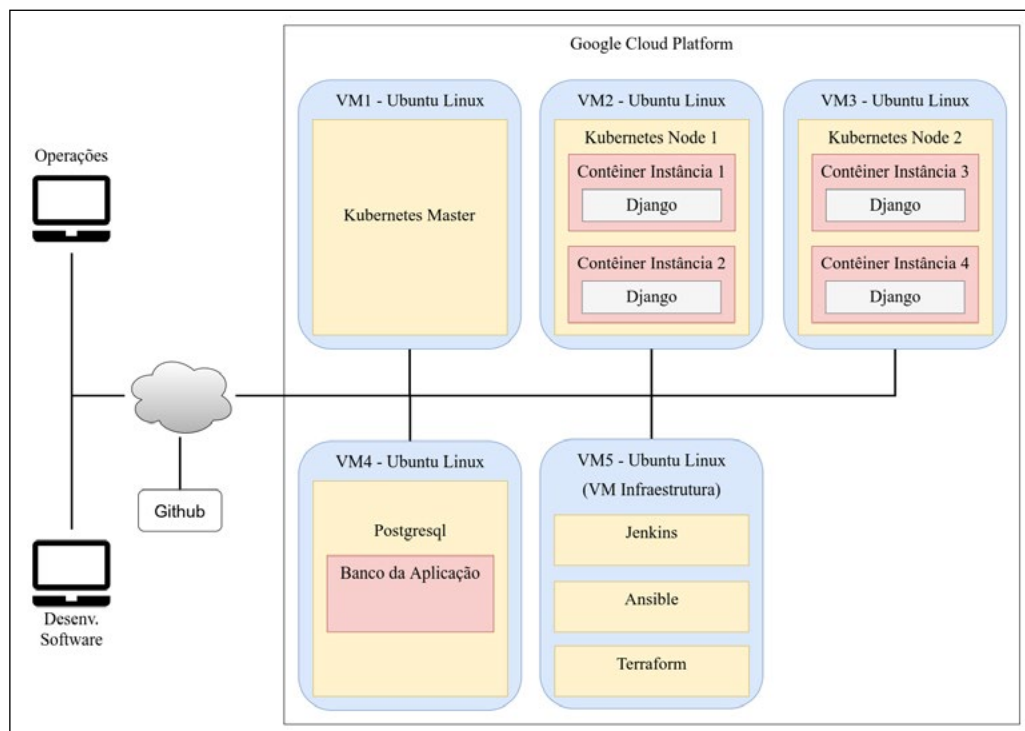 Google Cloud Platform
Operações
VM1 - Ubuntu Linux
Kubernetes Master
VM2 - Ubuntu Linux
Kubernetes Node 1
Contêiner Instância 1
Django
Contêiner Instância 2
Django
VM3 - Ubuntu Linux
Kubernetes Node 2
Contêiner Instância 3
Django
Contêiner Instância 4
Django
Github
Desenv.
Software
VM4 - Ubuntu Linux
Postgresql
Banco da Aplicação
VM5 - Ubuntu Linux
(VM Infraestrutura)
Jenkins
Ansible
Terraform